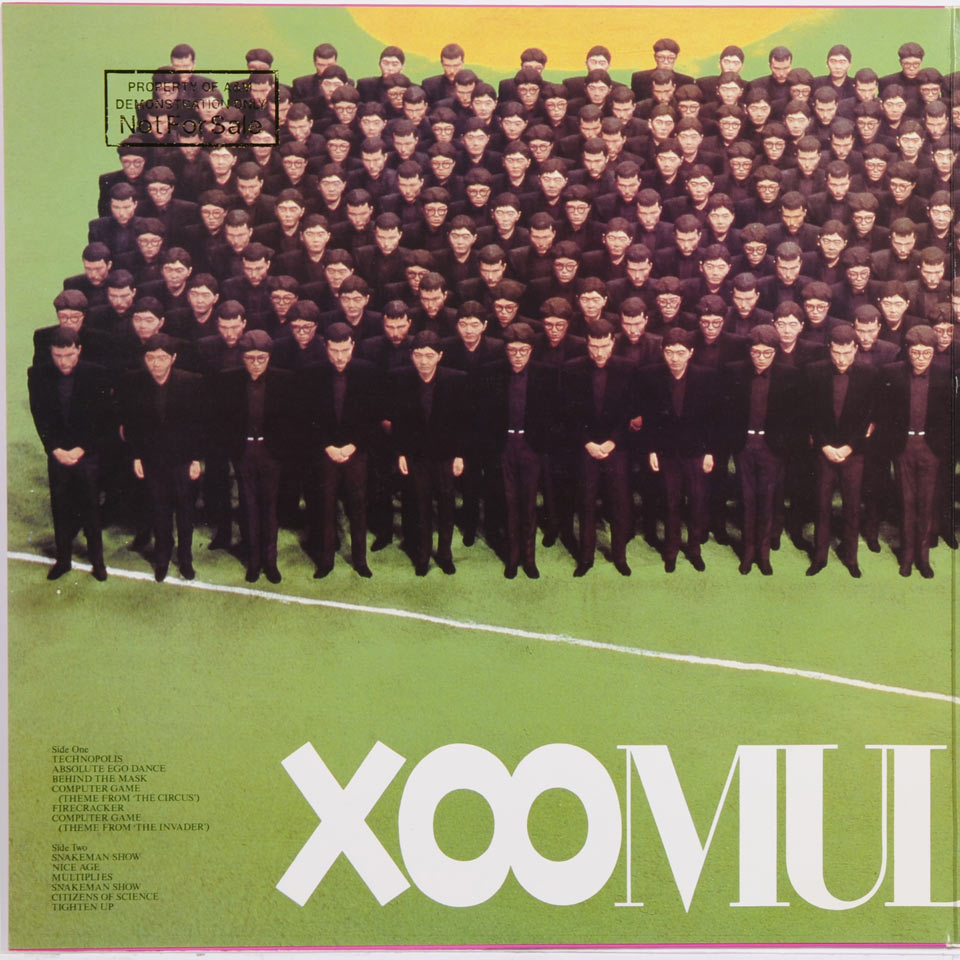 PROPERTY OF A&M
DEMONSTRATION ONLY
Not For Sale
Side One
TECHNOPOLIS
ABSOLUTE EGO DANCE
BEHIND THE MASK
COMPUTER GAME
(THEME FROM 'THE CIRCUS')
FIRECRACKER
COMPUTER GAME
(THEME FROM 'THE INVADER')
Side Two
SNAKEMAN SHOW
NICE AGE
MULTIPLIES
SNAKEMAN SHOW
CITIZENS OF SCIENCE
TIGHTEN UP
XOOMUL